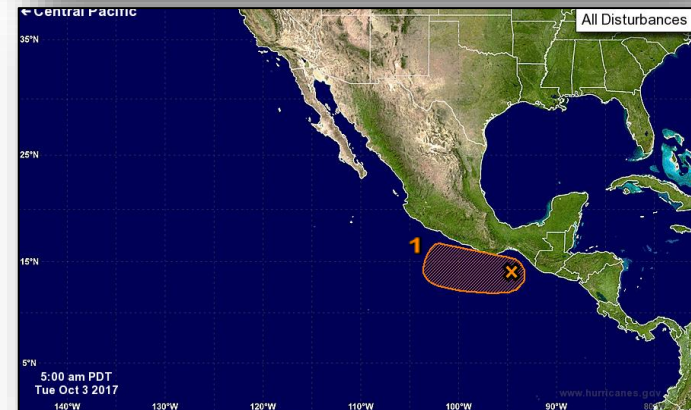 ← Central Pacific
All Disturbances
35°N
25°N
1
15°N
5°N
5:00 am PDT
Tue Oct 3 2017
www.hurricanes.gov
140°W 130°W 120°W 110°W 100°W 90°W